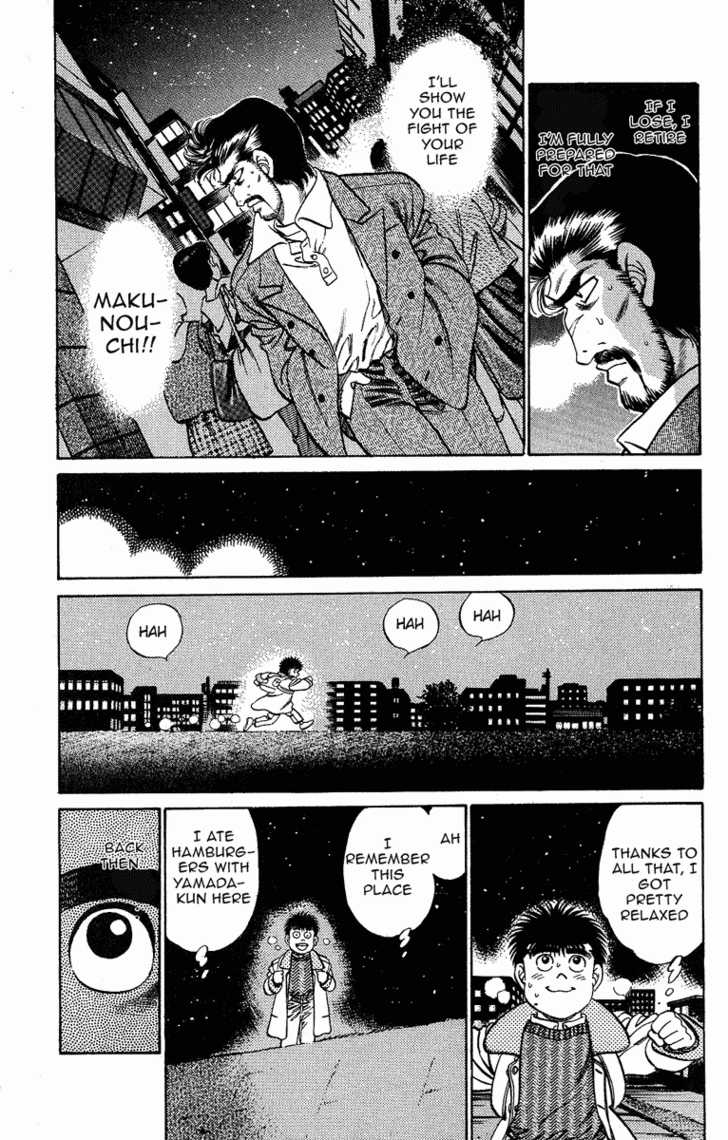 IF I
LOSE, I
RETIRE
I'M FULLY
PREPARED
FOR THAT
I'LL
SHOW
YOU THE
FIGHT OF
YOUR
LIFE
MAKU-
NOU-
CHI!!
HAH
HAH
HAH
THANKS TO
ALL THAT, I
GOT
PRETTY
RELAXED
AH
I
REMEMBER
THIS
PLACE
I ATE
HAMBURG-
ERS WITH
YAMADA-
KUN HERE
BACK
THEN...